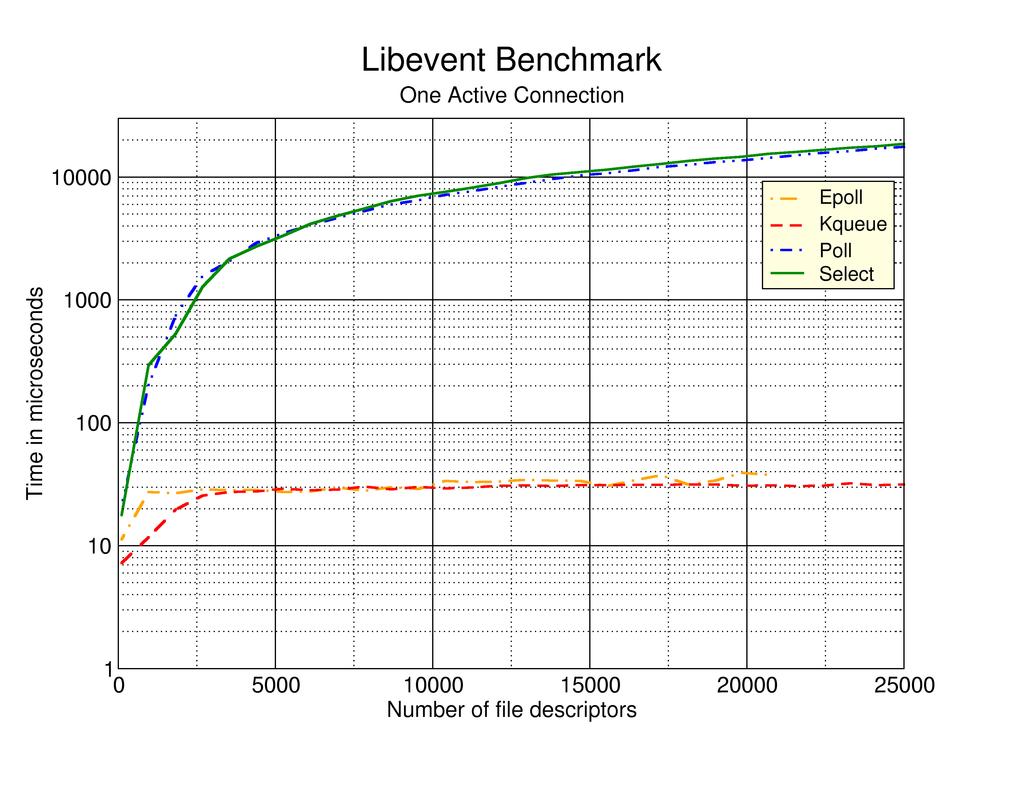 Libevent Benchmark
One Active Connection
10000
1000
100
10
1
Time in microseconds
Epoll
Kqueue
Poll
Select
0 5000 10000 15000 20000 25000
Number of file descriptors